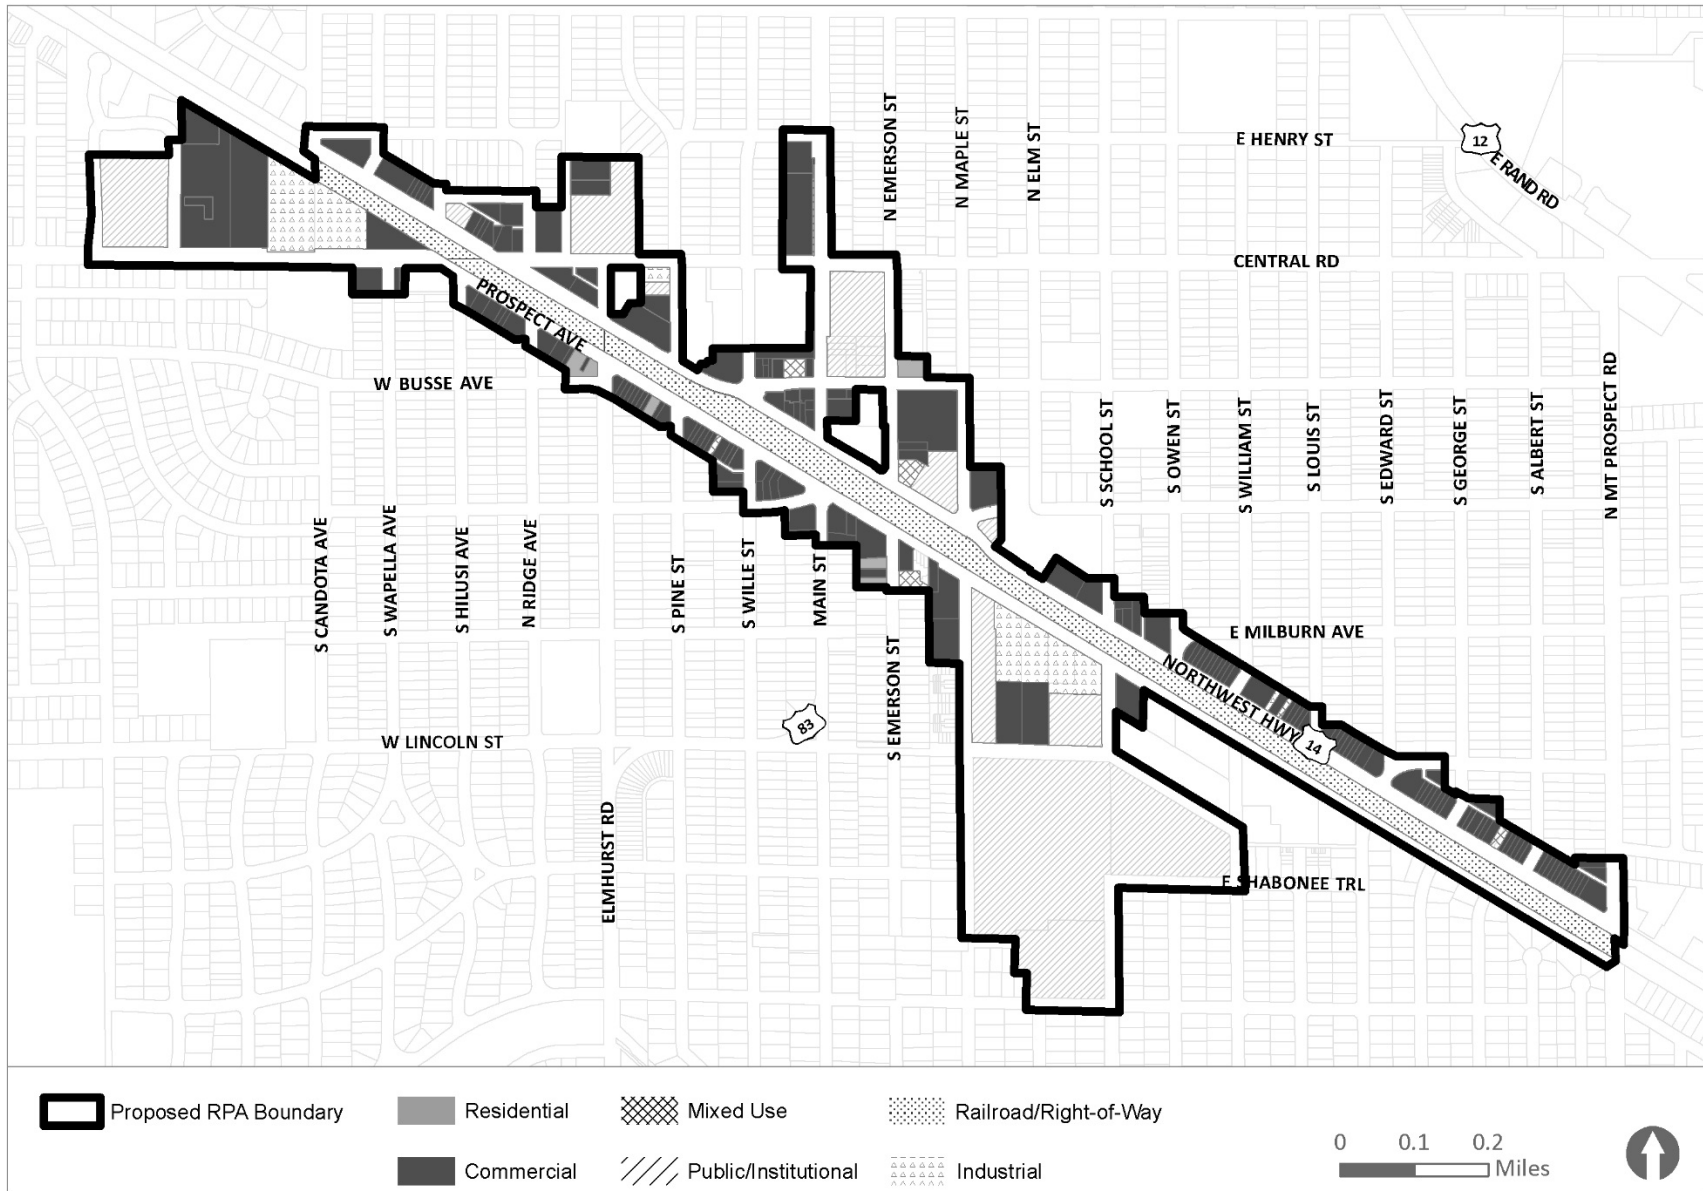 N EMERSON ST
N MAPLE ST
N ELM ST
E HENRY ST
12
E RAND RD
CENTRAL RD
PROSPECT AVE
W BUSSE AVE
N MT PROSPECT RD
S SCHOOL ST
S OWEN ST
S WILLIAM ST
S LOUIS ST
S EDWARD ST
S GEORGE ST
S ALBERT ST
S CANDOTA AVE
S WAPELLA AVE
S HILUSI AVE
N RIDGE AVE
S PINE ST
S WILLE ST
MAIN ST
S EMERSON ST
E MILBURN AVE
NORTHWEST HWY
14
83
W LINCOLN ST
ELMHURST RD
E SHABONEE TRL
Proposed RPA Boundary
Residential
Mixed Use
Railroad/Right-of-Way
Commercial
Public/Institutional
Industrial
0 0.1 0.2
Miles